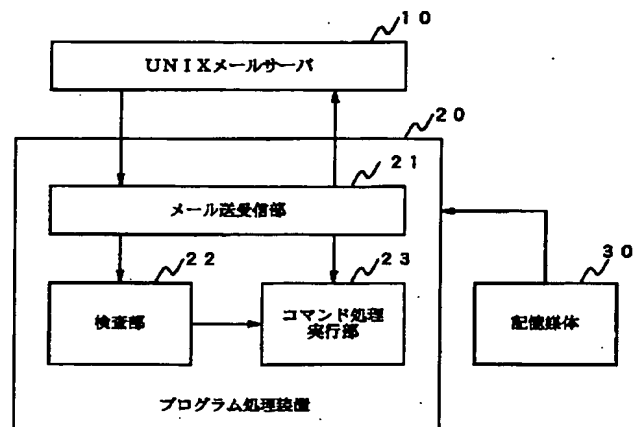 10
UNIXメールサーバ
20
21
メール送受信部
22
23
30
検査部
コマンド処理
実行部
記憶媒体
プログラム処理装置